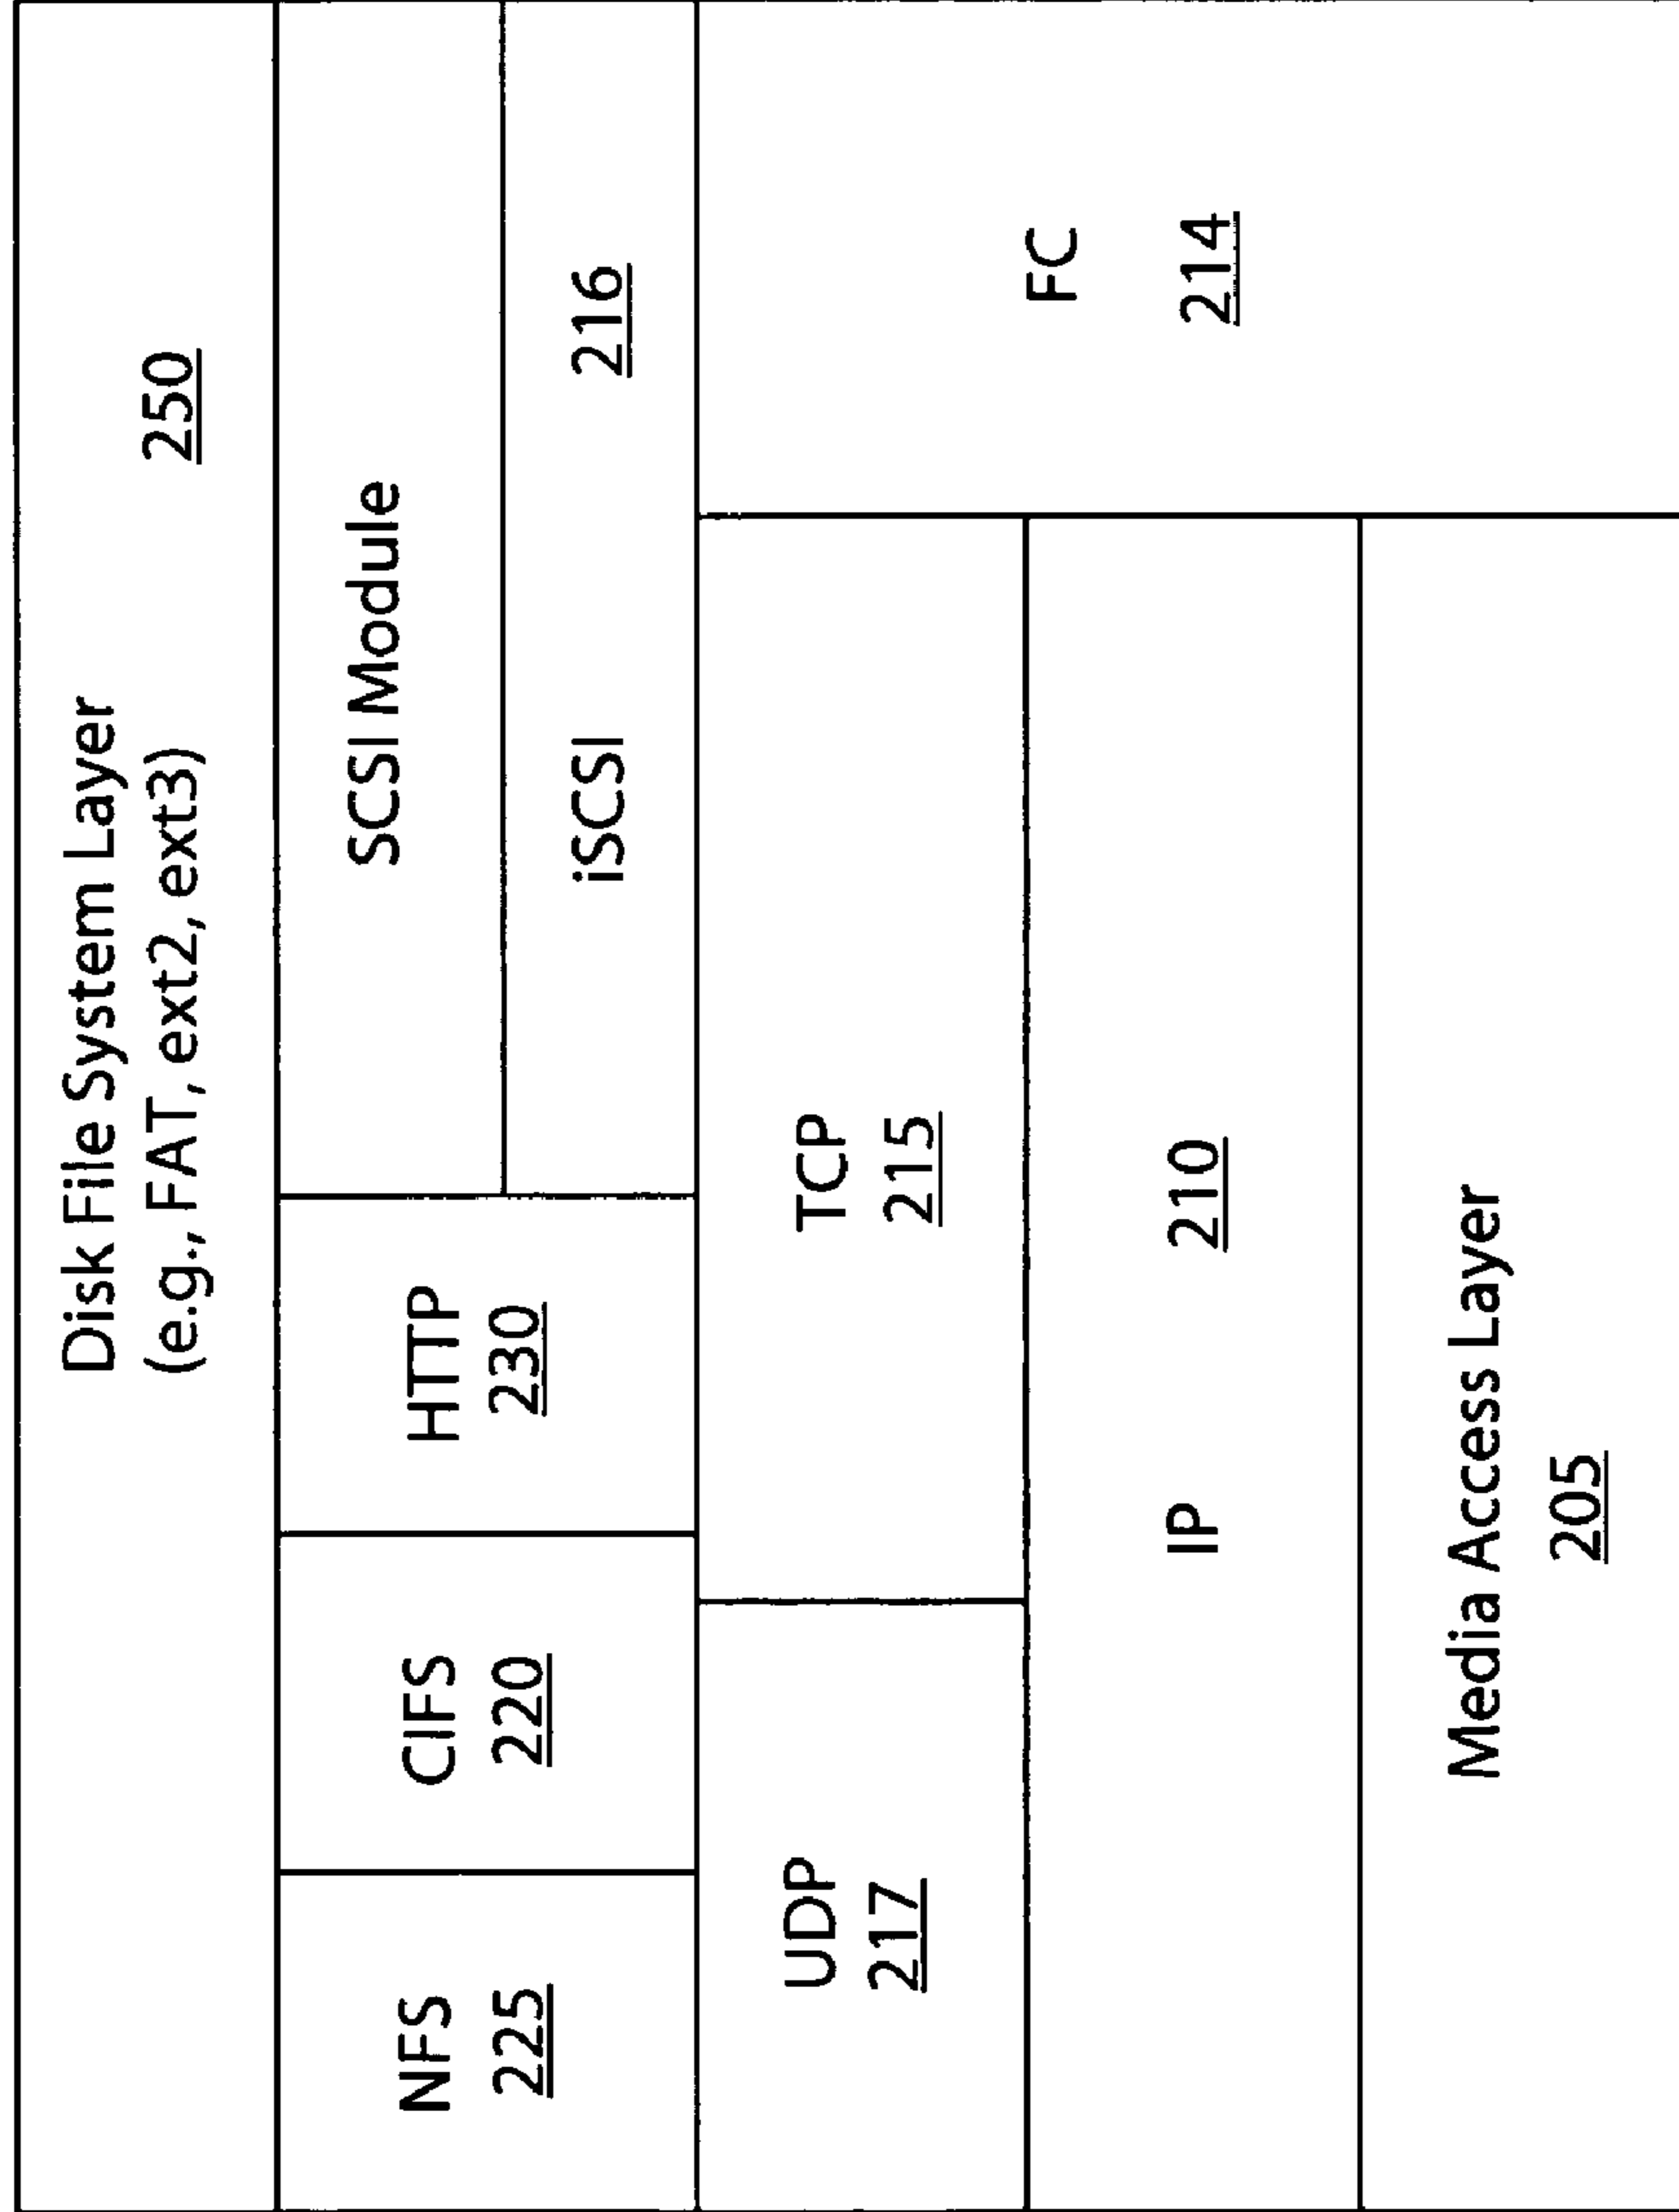 Disk File System Layer
(e.g., FAT, ext2, ext3)
250
NFS
225
CIFS
220
HTTP
230
SCSI Module
iSCSI
216
UDP
217
TCP
215
FC
214
IP
210
Media Access Layer
205